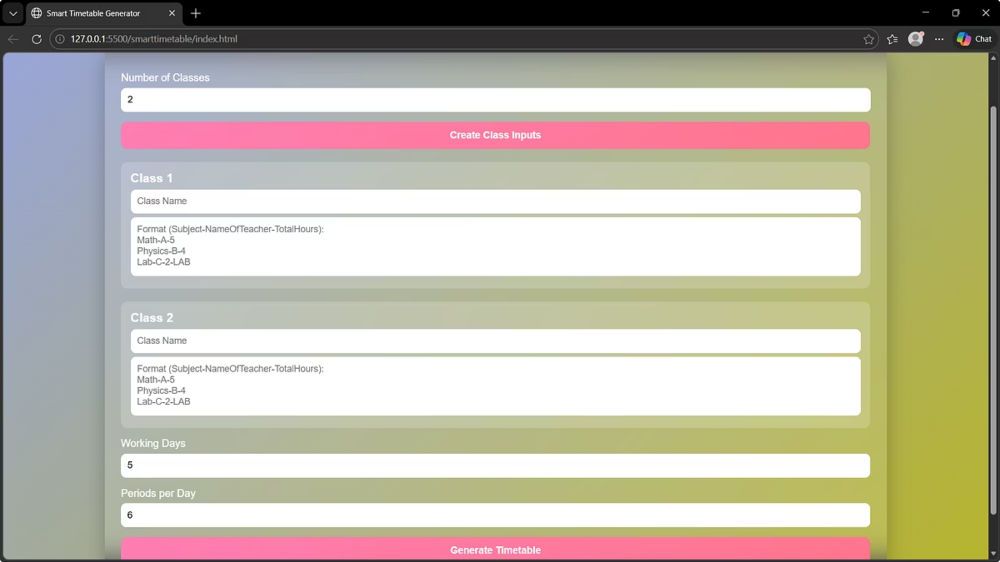 Smart Timetable Generator
127.0.0.1:5500/smarttimetable/index.html
Chat
Number of Classes
2
Create Class Inputs
Class 1
Class Name
Format (Subject-NameOfTeacher-TotalHours):
Math-A-5
Physics-B-4
Lab-C-2-LAB
Class 2
Class Name
Format (Subject-NameOfTeacher-TotalHours):
Math-A-5
Physics-B-4
Lab-C-2-LAB
Working Days
5
Periods per Day
6
Generate Timetable